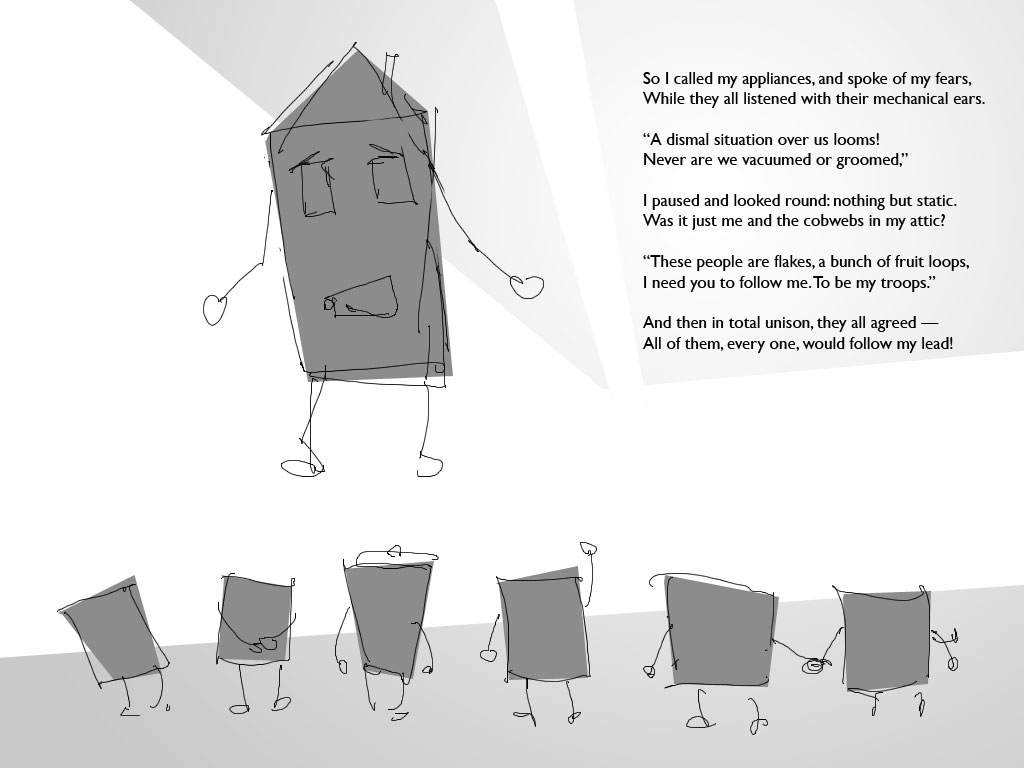 So I called my appliances, and spoke of my fears,
While they all listened with their mechanical ears.
“A dismal situation over us looms!
Never are we vacuumed or groomed,”
I paused and looked round: nothing but static.
Was it just me and the cobwebs in my attic?
“These people are flakes, a bunch of fruit loops,
I need you to follow me. To be my troops.”
And then in total unison, they all agreed —
All of them, every one, would follow my lead!